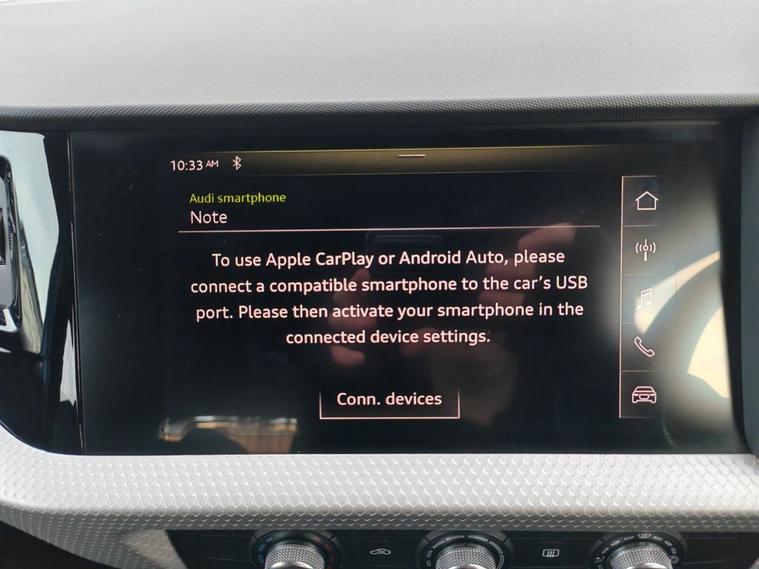 10:33 AM
Audi smartphone
Note
To use Apple CarPlay or Android Auto, please
connect a compatible smartphone to the car's USB
port. Please then activate your smartphone in the
connected device settings.
Conn. devices